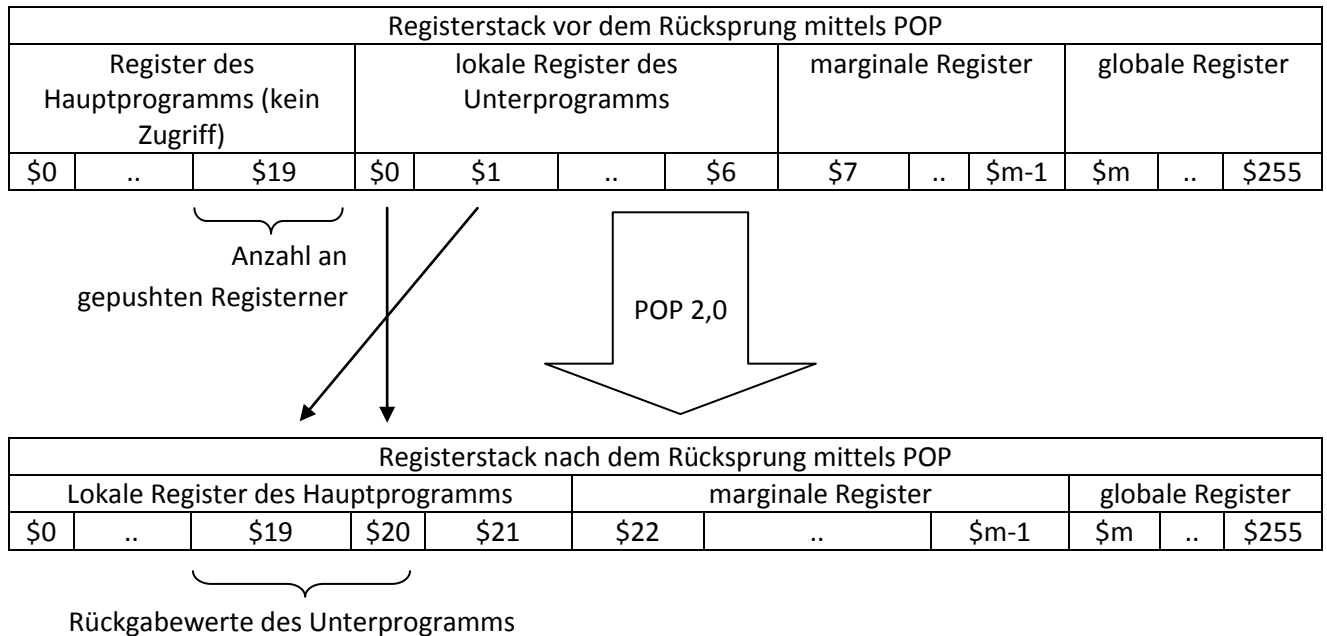 Registerstack vor dem Rücksprung mittels POP
Register des Hauptprogramms (kein Zugriff)
lokale Register des Unterprogramms
marginale Register
globale Register
$0 .. $19 $0 $1 .. $6 $7 .. $m-1 $m .. $255
Anzahl an
gepushten Registerner
POP 2,0
Registerstack nach dem Rücksprung mittels POP
Lokale Register des Hauptprogramms marginale Register globale Register
$0 .. $19 $20 $21 $22 .. $m-1 $m .. $255
Rückgabewerte des Unterprogramms